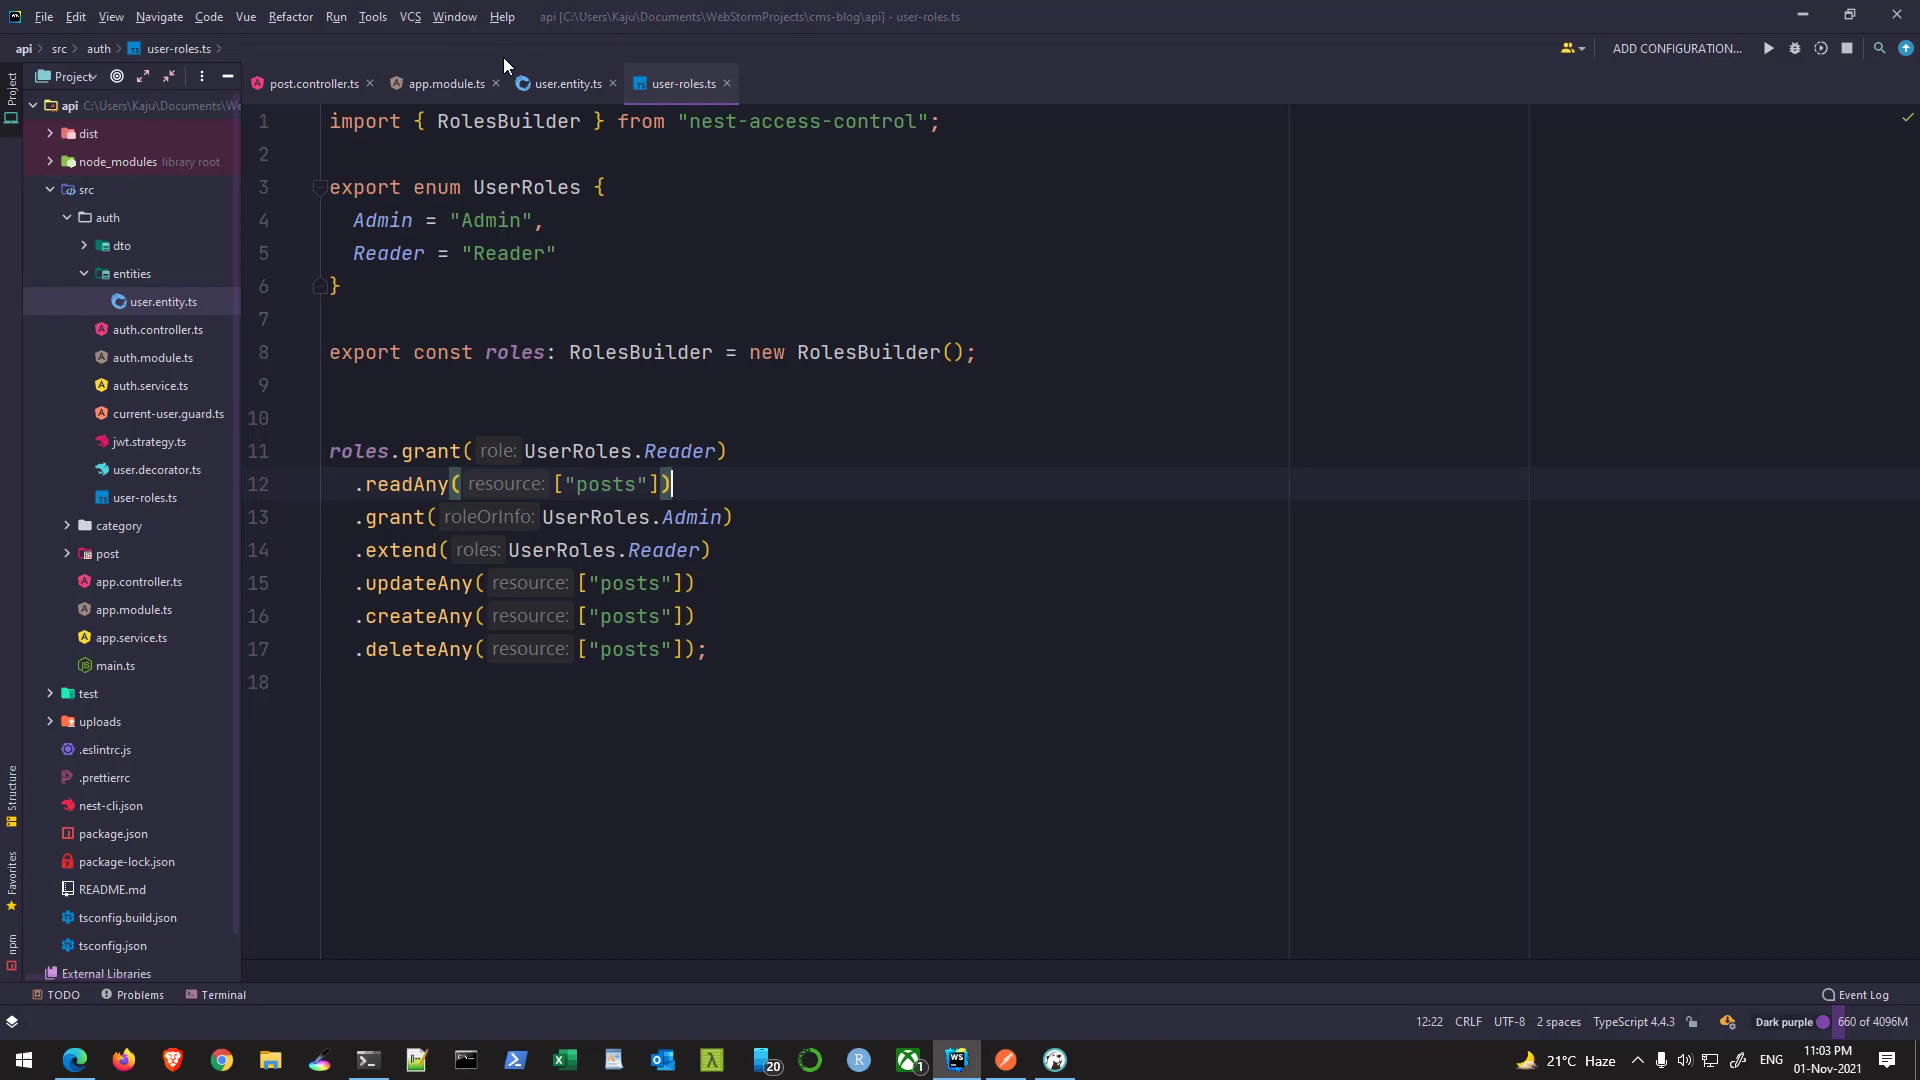 File Edit View Navigate Code Vue Refactor Run Tools VCS Window Help api [C:\Users\Kaju\Documents\WebStormProjects\cms-blog\api] - user-roles.ts
api src auth user-roles.ts ADD CONFIGURATION...
Project
Project
post.controller.ts app.module.ts user.entity.ts user-roles.ts
api C:\Users\Kaju\Documents\We
dist
node_modules library root
src
auth
dto
entities
user.entity.ts
auth.controller.ts
auth.module.ts
auth.service.ts
current-user.guard.ts
jwt.strategy.ts
user.decorator.ts
user-roles.ts
category
post
app.controller.ts
app.module.ts
app.service.ts
main.ts
test
uploads
.eslintrc.js
.prettierrc
nest-cli.json
package.json
package-lock.json
README.md
tsconfig.build.json
tsconfig.json
External Libraries
Structure
Favorites
npm
1 import { RolesBuilder } from "nest-access-control";
2
3 export enum UserRoles {
4 Admin = "Admin",
5 Reader = "Reader"
6 }
7
8 export const roles: RolesBuilder = new RolesBuilder();
9
10
11 roles.grant( role: UserRoles.Reader)
12 .readAny( resource: ["posts"])
13 .grant( roleOrInfo: UserRoles.Admin)
14 .extend( roles: UserRoles.Reader)
15 .updateAny( resource: ["posts"])
16 .createAny( resource: ["posts"])
17 .deleteAny( resource: ["posts"]);
18
TODO Problems Terminal Event Log
12:22 CRLF UTF-8 2 spaces TypeScript 4.4.3 Dark purple 660 of 4096M
20 1 WS 21°C Haze ENG 11:03 PM
01-Nov-2021